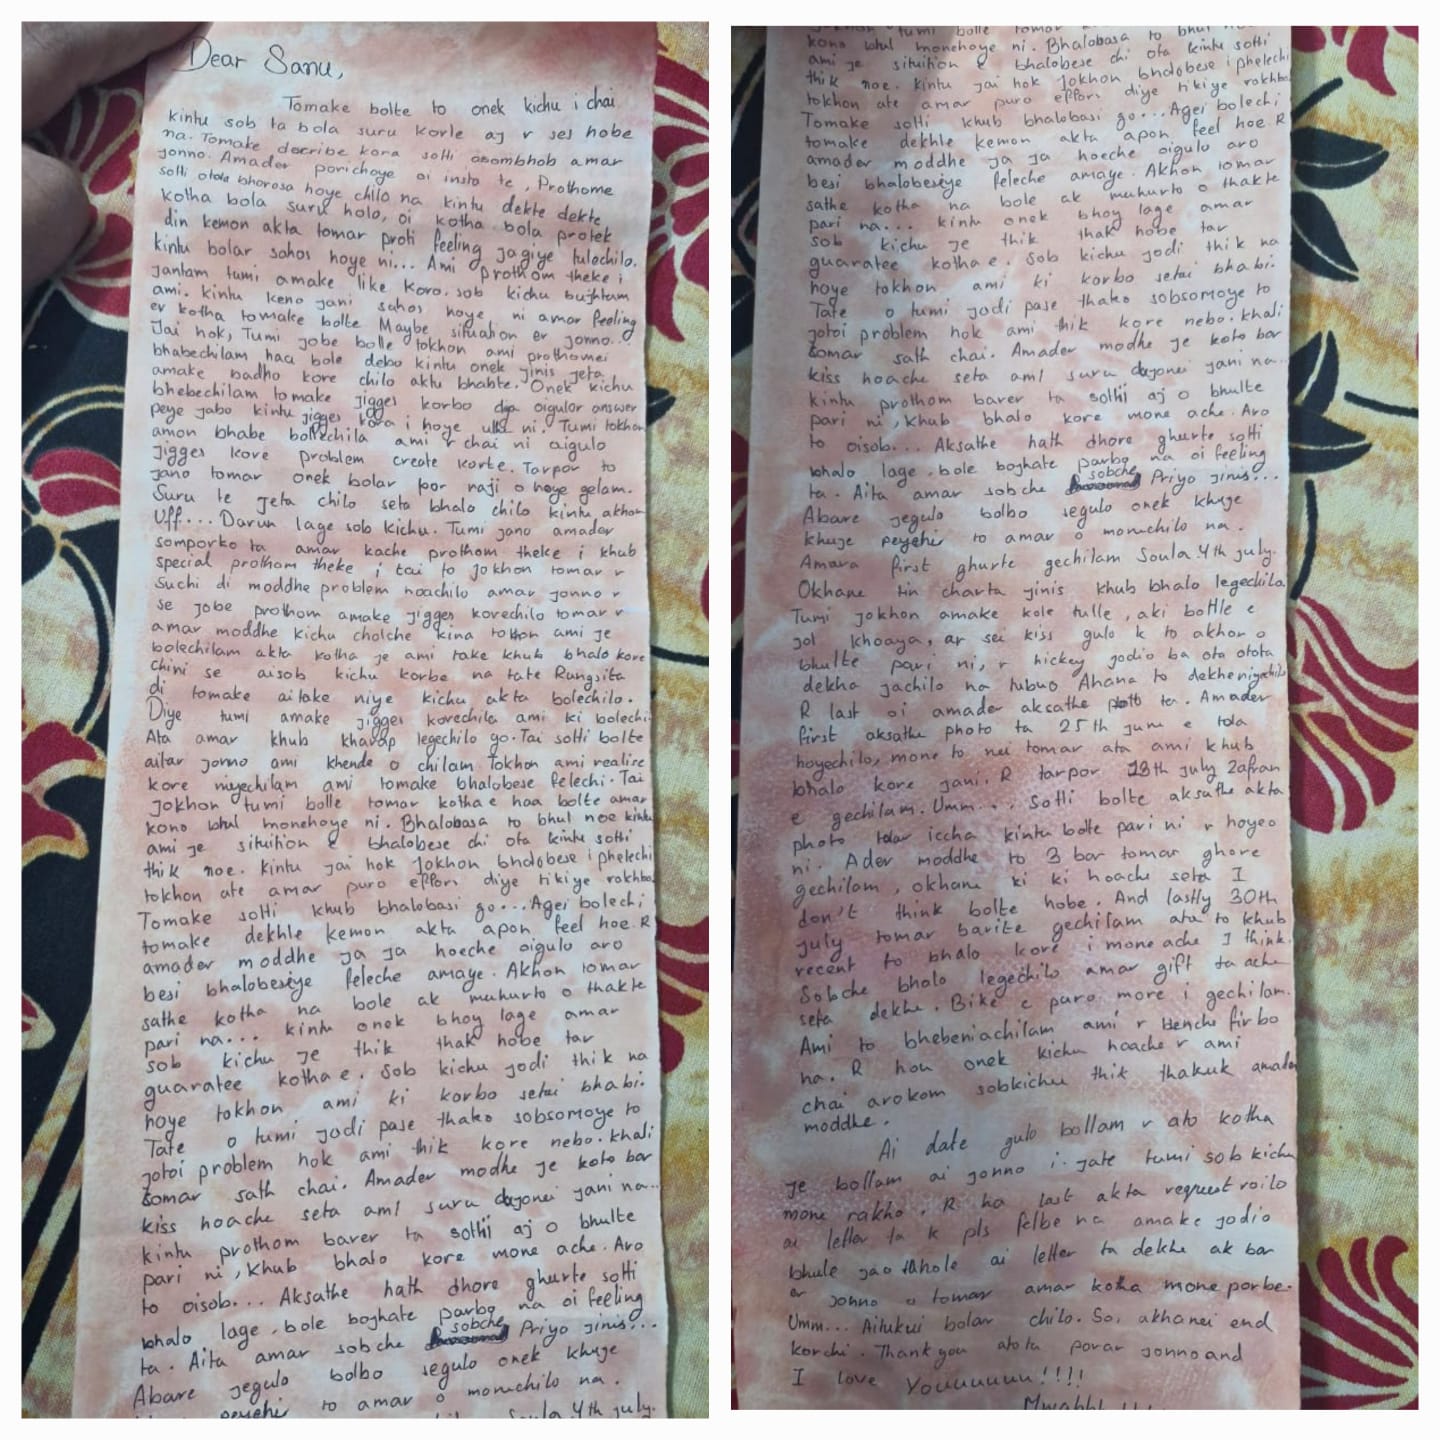 Dear Sanu,
Tomake bolte to onek kichu i chai
kintu sob ta bola suru korle aj r ses hobe
na. Tomake decribe kora sotti osombhob amar
jonno. Amader porichoye oi insta te, Prothome
sotti otota bhorosa hoye chilo na kintu dekte dekte
kotha bola suru holo, oi kotha bola protek
din kemon akta tomar proti feeling jagiye tulechilo.
kintu bolar sahos hoye ni... Ami prothom theke i
jantam tumi amake like koro. sob kichu bujhtam
ami. kintu keno jani sahos hoye ni amar feeling
er kotha tomake bolte. Maybe situation er jonno...
Jai hok, Tumi jobe bolle tokhon ami prothomei
bhabechilam haa bole debo kintu onek jinis jeta
amake badho kore chilo aktu bhabte. Onek kichu
bhebechilam tomake jigges korbo oigulor answer
peye jabo kintu jigges kora i hoye ni. Tumi tokhon
amon bhabe bollechila ami r chai ni aigulo
jigges kore problem create korte. Tarpor to
jano tomar onek bolar por raji o hoye gelam.
Suru te jeta chilo seta bhalo chilo kintu akhon
Uff... Darun lage sob kichu. Tumi jano amader
somporko ta amar kache prothom theke i khub
special prothom theke i tai to jokhon tomar r
Suchi di moddhe problem hoachilo amar jonno r
se jobe prothom amake jigges korechilo tomar r
amar moddhe kichu cholche kina tokhon ami je
bolechilam akta kotha je ami take khub bhalo kore
chini se aisob kichu korbe na tate Rungsita
di tomake aitake niye kichu akta bolechilo.
Diye tumi amake jigges korechila ami ki bolechi.
Ata amar khub kharap legechilo go. Tai sotti bolte
aitar jonno ami khende o chilam. Tokhon ami realise
kore niyechilam ami tomake bhalobese felechi. Tai
jokhon tumi bolle tomar kotha e haa bolte amar
kono bhul monehoye ni. Bhalobasa to bhul noe kintu
ami je sitution e bhalobese chi ota kintu sotti
thik noe. Kintu jai hok jokhon bhalobese i phelechi
tokhon ate amar puro effort diye tikiye rakhbo.
Tomake sotti khub bhalobasi go... Agei bolechi
tomake dekhle kemon akta apon feel hoe. R
amader moddhe ja ja hoeche oigulo aro
besi bhalobesiye feleche amaye. Akhon tomar
sathe kotha na bole ak muhurto o thakte
pari na... kintu onek bhoy lage amar
sob kichu je thik thak hobe tar
guaratee kotha e. Sob kichu jodi thik na
hoye tokhon ami ki korbo setai bhabi.
Tate o tumi jodi pase thako sobsomoye to
jotoi problem hok ami thik kore nebo. khali
tomar sath chai. Amader modhe je koto bar
kiss hoache seta ami jani na...
kintu prothom barer ta sothi aj o bhulte
pari ni, Khub bhalo kore mone ache. Aro
to oisob... Aksathe hath dhore ghurte sotti
bhalo lage. bole bojhate parbo na oi feeling
ta. Aita amar sobche sobche Priyo jinis...
Abare jegulo bolbo segulo onek khuje
khuje peyehi to amar o monechilo na.
Amara first ghurte gechilam Soula 4th july.
Okhane tin charta jinis khub bhalo legechila.
Tumi jokhon amake kole tulle, aki bottle e
jol khoaya, ar sei kiss gulo k to akhon o
bhulte pari ni, r hickey jodio ba ota otota
dekha jachilo na tubuo Ahana to dekheniyechilo
R last oi amader aksathe photo ta. Amader
first aksathe photo ta 25th june e tola
hoyechilo, mone to nei tomar ata ami khub
bhalo kore jani. R tarpor 13th july Zafran
e gechilam. Umm... Sotti bolte aksathe akta
photo tolar iccha kintu bolte pari ni r hoyeo
ni. Ader moddhe to 3 bar tomar ghore
gechilam, okhane ki ki hoache seta I
don't think bolte hobe. And lastly 30th
july tomar barite gechilam ata to khub
recent to bhalo kore i mone ache I think.
Sobche bhalo legechilo amar gift ta ache
seta dekhe. Bike e paro more i gechilam.
Ami to bhebeniachilam ami r benche firbo
na. R hou onek kichu hoache r ami
chai arokom sobkichu thik thakuk amader
moddhe.
Ai date gulo bollam r ato kotha
je bollam ai jonno i. jate tumi sob kichu
mone rakho. R ha last akta request roilo
ai letter ta k pls felbe na amake jodio
bhule jao tahole ai letter ta dekhe ak bar
er jonno o tomar amar kotha mone porbe.
Umm... Aitukui bolar chilo. So, akhanei end
korchi. Thank you ato ta porar jonno and
I love Youuuuuu!!!!